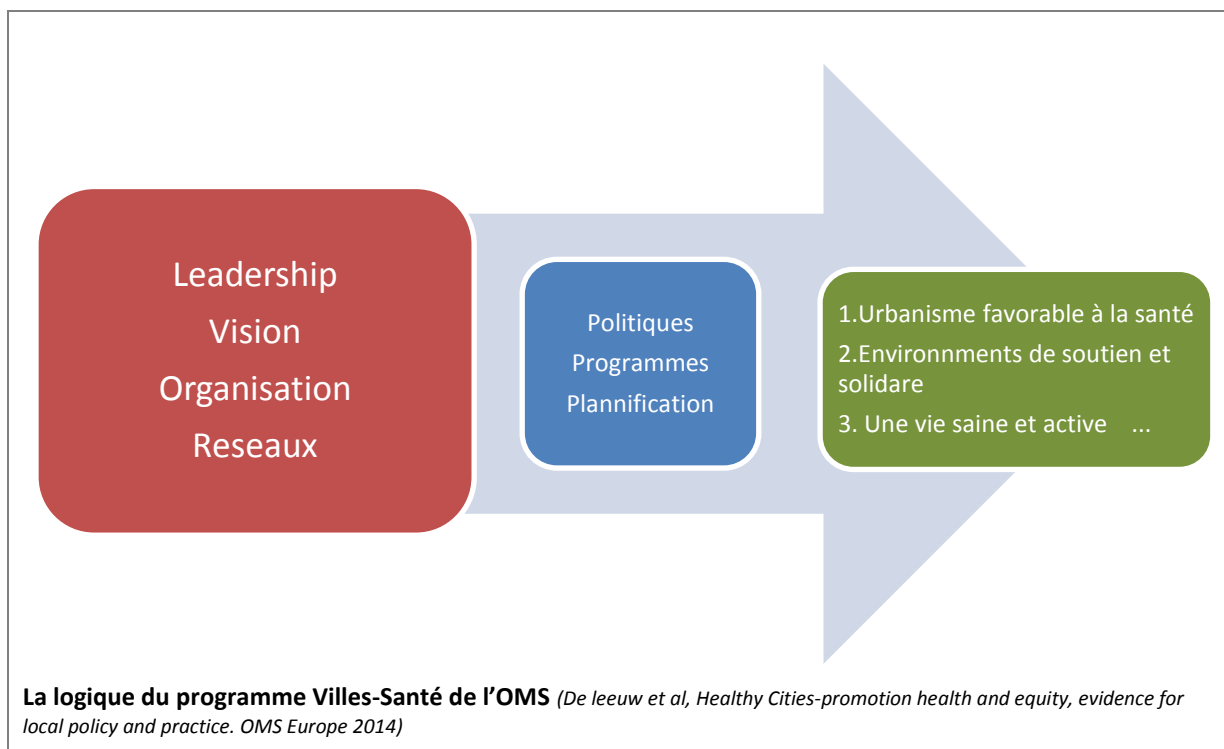 Leadership
Vision
Organisation
Reseaux
Politiques
Programmes
Plannification
1.Urbanisme favorable à la santé
2.Environnments de soutien et
solidare
3. Une vie saine et active ...
La logique du programme Villes-Santé de l’OMS (De leeuw et al, Healthy Cities-promotion health and equity, evidence for
local policy and practice. OMS Europe 2014)